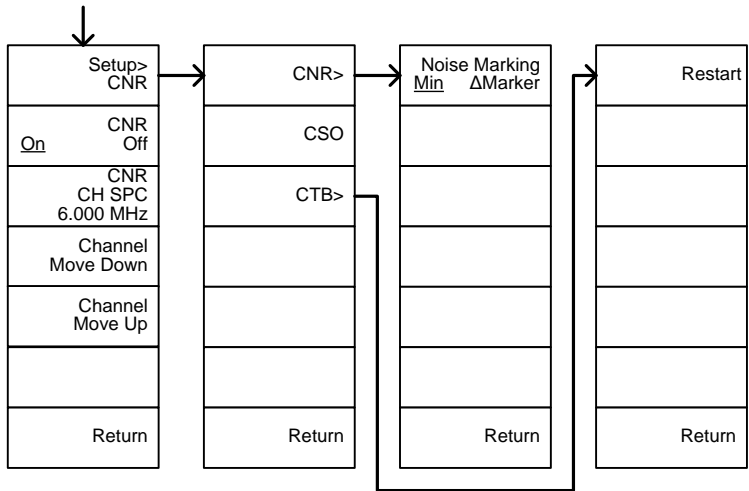 Setup>
CNR
CNR
On Off
CNR
CH SPC
6.000 MHz
Channel
Move Down
Channel
Move Up
Return
CNR>
CSO
CTB>
Return
Noise Marking
Min ΔMarker
Return
Restart
Return